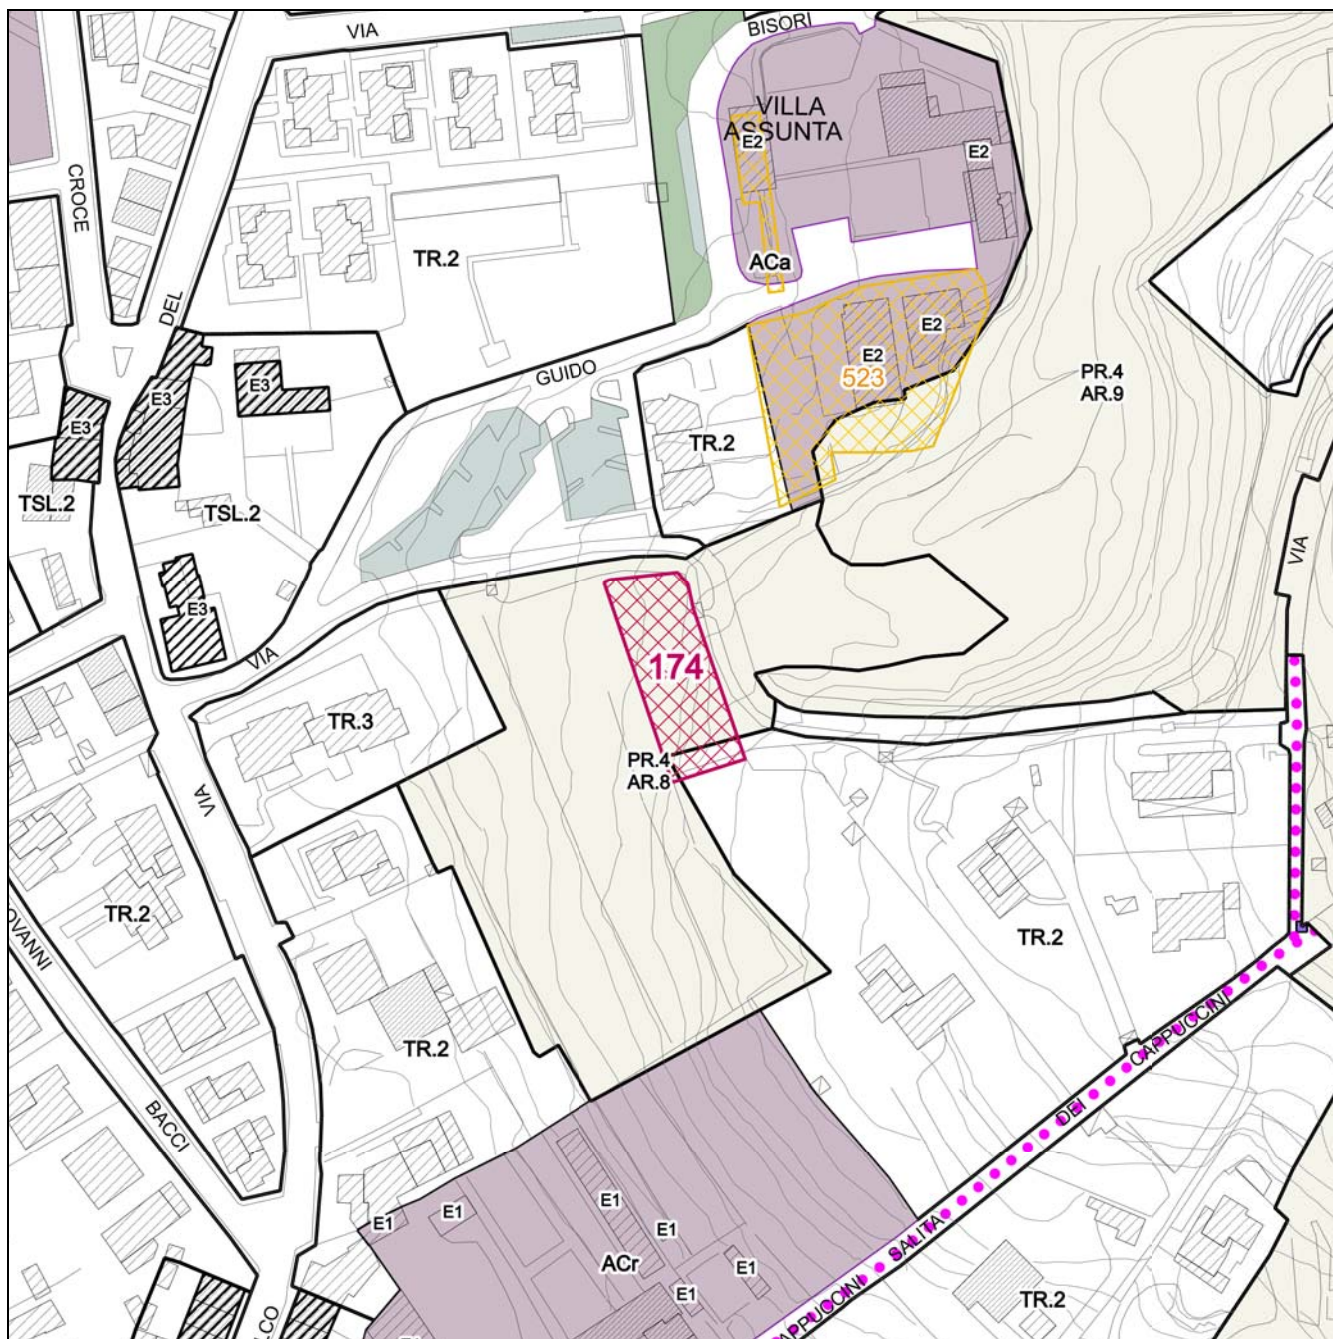 VIA
BISORI
VILLA
ASSUNTA
E2
E2
CROCE
DEL
TR.2
ACa
E2
E2
523
GUIDO
PR.4
AR.9
E3
E3
E3
TR.2
TSL.2
TSL.2
VIA
E3
VIA
174
TR.3
PR.4
AR.8
VIA
TR.2
TR.2
OVANNI
TR.2
CAPPUCCINI
DEI
BACCI
E1
E1
E1
E1
SALITA
ACr
E1
E1
CAPPUCCINI
TR.2
LCO
E1